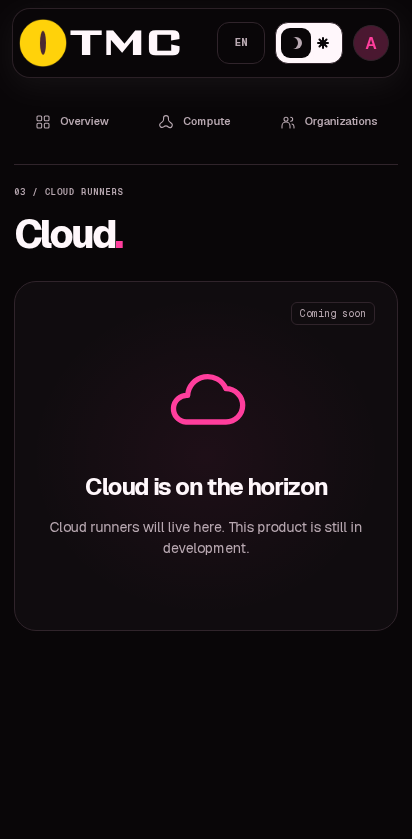 TMC
EN
A
Overview
Compute
Organizations
03 / CLOUD RUNNERS
Cloud.
Coming soon
Cloud is on the horizon
Cloud runners will live here. This product is still in
development.